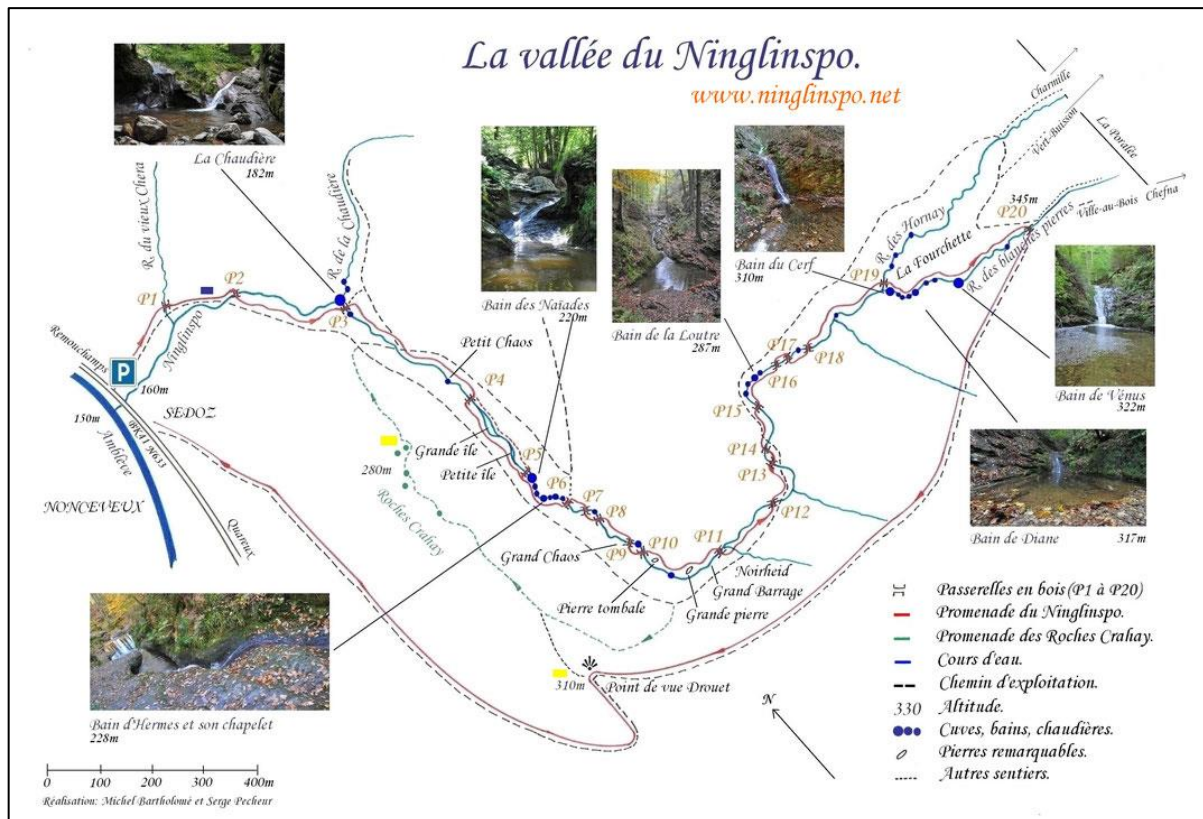 La vallée du Ninglinspo.
www.ninglinspo.net
La Chaudière
182m
R. du vieux Chera
R. de la Chaudière
P1
P2
P3
Ninglinspo
Remouchamps
P
160m
150m
SEDOZ
BK41 N633
Amblève
NONCEVEUX
Quareux
Petit Chaos
P4
Grande île
Petite île
P5
P6
P7
P8
280m
Roches Crahay
Bain des Naïades
220m
Bain de la Loutre
287m
Bain du Cerf
310m
R. des Hornay
P19
La Fourchette
R. des blanches pierres
345m
P20
Charmille
Vert-Buisson
La Poralée
Ville-au-Bois
Chefna
Bain de Vénus
322m
P17
P18
P16
P15
P14
P13
P12
P11
P10
P9
Grand Chaos
Noirheid
Grand Barrage
Pierre tombale
Grande pierre
Bain de Diane
317m
310m
Point de vue Drouet
N
Bain d'Hermes et son chapelet
228m
0 100 200 300 400m
Réalisation: Michel Bartholomé et Serge Pecheur
Passerelles en bois (P1 à P20)
Promenade du Ninglinspo.
Promenade des Roches Crahay.
Cours d'eau.
Chemin d'exploitation.
330 Altitude.
Cuves, bains, chaudières.
Pierres remarquables.
Autres sentiers.